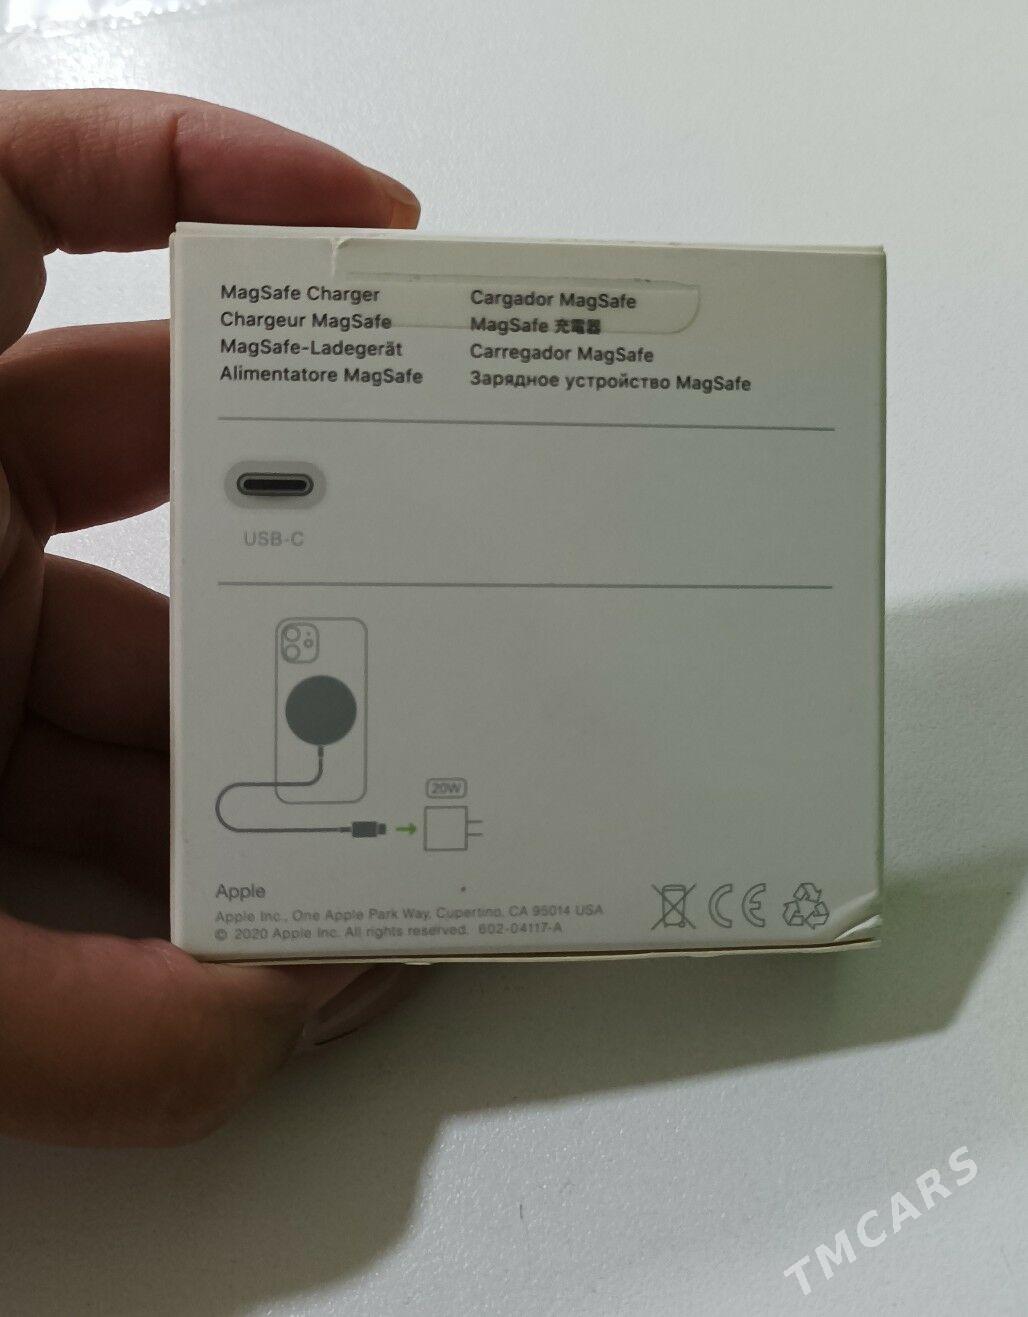 MagSafe Charger
Chargeur MagSafe
MagSafe-Ladegerät
Alimentatore MagSafe
Cargador MagSafe
MagSafe 充電器
Carregador MagSafe
Зарядное устройство MagSafe
USB-C
20W
Apple
Apple Inc., One Apple Park Way, Cupertino, CA 95014 USA
© 2020 Apple Inc. All rights reserved. 602-04117-A
CE
TMCARS